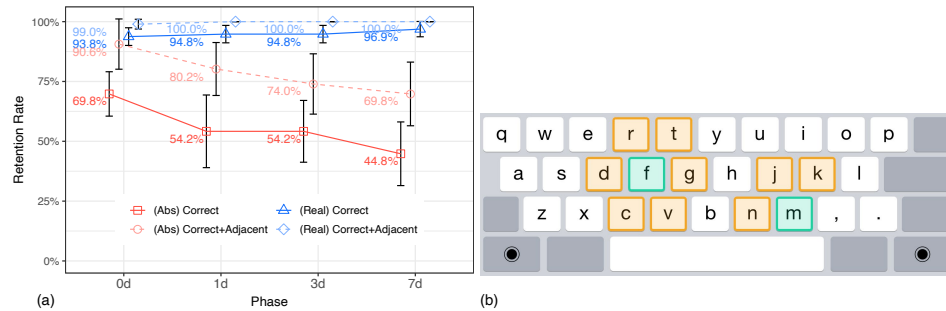 100%
75%
50%
25%
0%
Retention Rate
99.0%
93.8%
90.6%
69.8%
100.0%
94.8%
80.2%
54.2%
100.0%
94.8%
74.0%
54.2%
100.0%
96.9%
69.8%
44.8%
(Abs) Correct
(Real) Correct
(Abs) Correct+Adjacent
(Real) Correct+Adjacent
0d
1d
3d
7d
Phase
(a)
q w e r t y u i o p
a s d f g h j k l
z x c v b n m , .
(b)